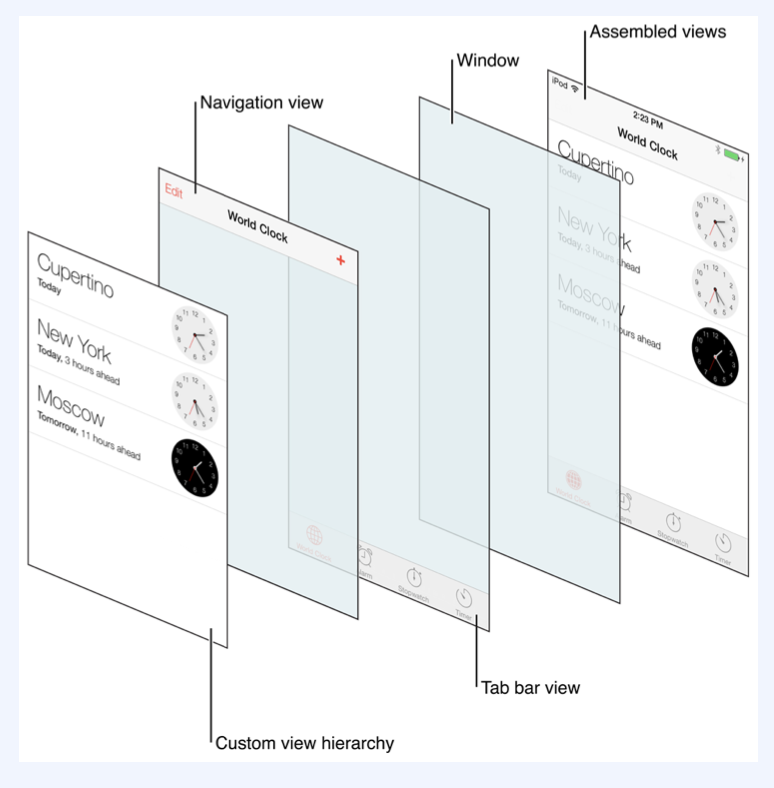 Assembled views
Window
Navigation view
iPod
2:23 PM
World Clock
Cupertino
Today
New York
Today, 3 hours ahead
Moscow
Tomorrow, 11 hours ahead
World Clock
Alarm
Stopwatch
Timer
Edit
World Clock
+
Cupertino
Today
New York
Today, 3 hours ahead
Moscow
Tomorrow, 11 hours ahead
World Clock
Stopwatch
Timer
Tab bar view
Custom view hierarchy